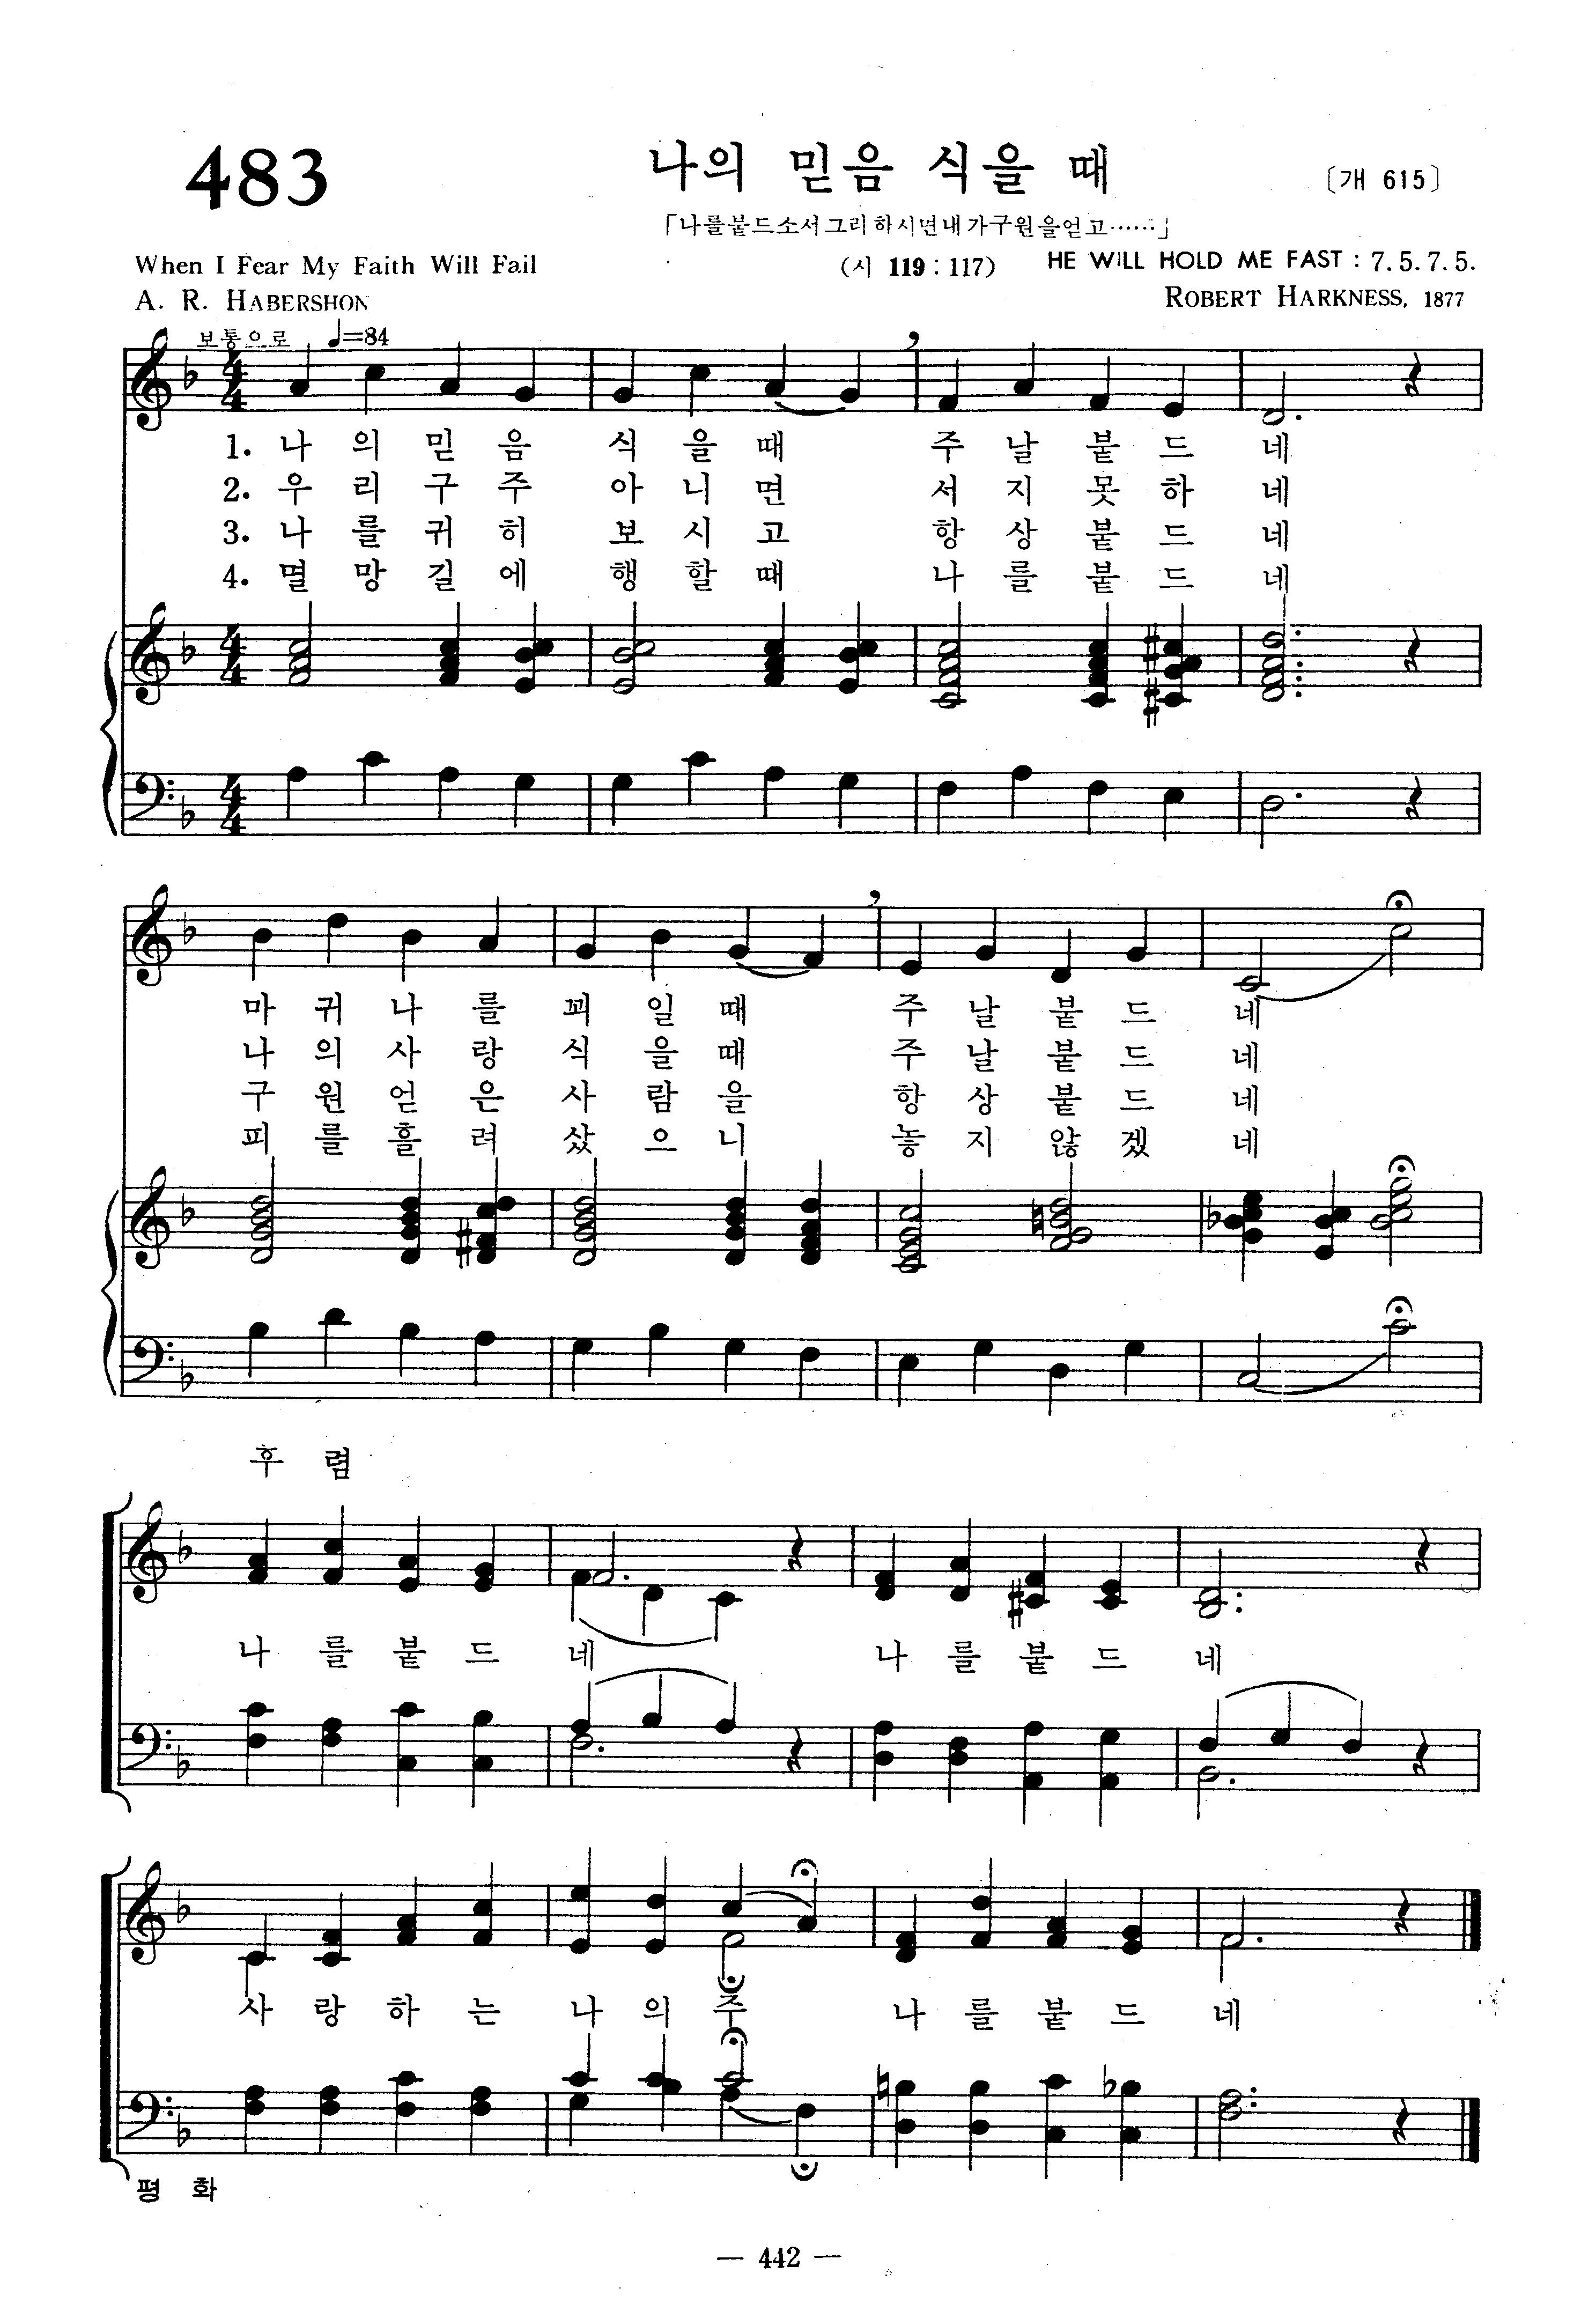 483
나의 믿음 식을 때
〔개 615〕
「나를붙드소서그리하시면내가구원을얻고……」
When I Fear My Faith Will Fail
(시 119 : 117)
HE WILL HOLD ME FAST : 7. 5. 7. 5.
A. R. HABERSHON
ROBERT HARKNESS, 1877
보통으로 ♩=84
1. 나 의 믿 음 식 을 때 주 날 붙 드 네
2. 우 리 구 주 아 니 면 서 지 못 하 네
3. 나 를 귀 히 보 시 고 항 상 붙 드 네
4. 멸 망 길 에 행 할 때 나 를 붙 드 네
마 귀 나 를 꾀 일 때 주 날 붙 드 네
나 의 사 랑 식 을 때 주 날 붙 드 네
구 원 얻 은 사 람 을 항 상 붙 드 네
피 를 흘 려 샀 으 니 놓 지 않 겠 네
후 렴
나 를 붙 드 네 나 를 붙 드 네
사 랑 하 는 나 의 주 나 를 붙 드 네
평 화
— 442 —